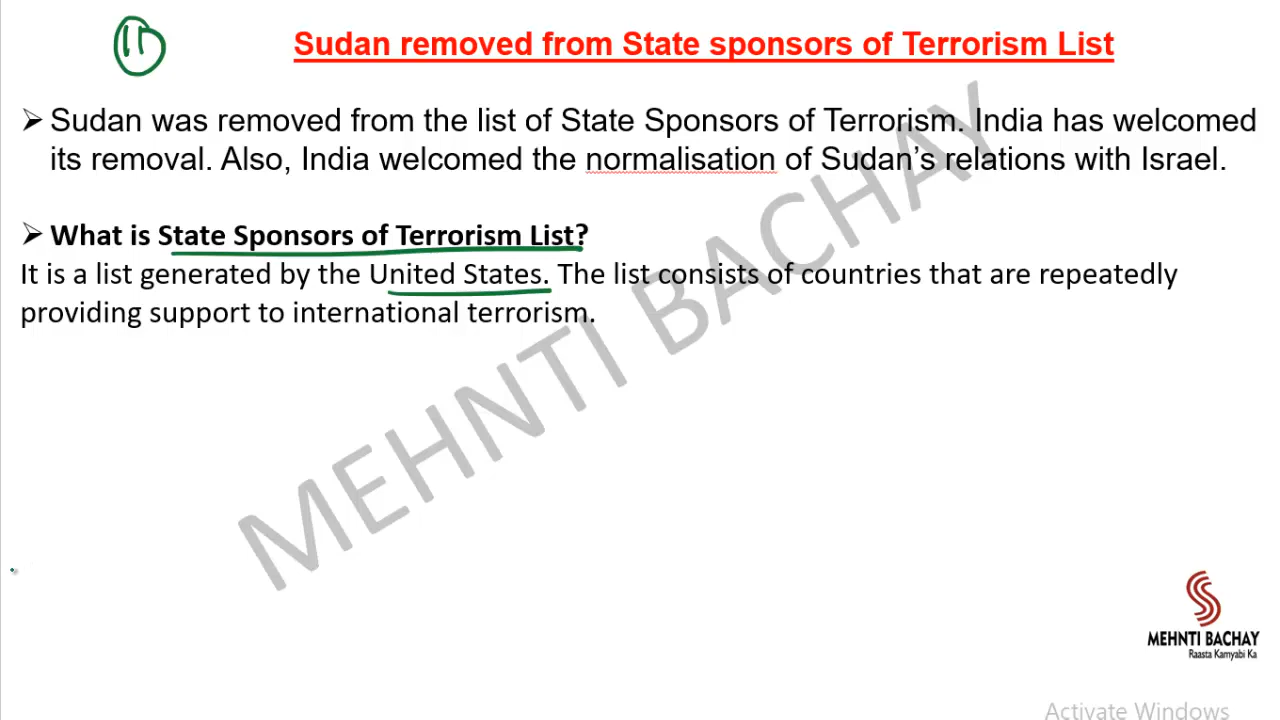 11
Sudan removed from State sponsors of Terrorism List
➢ Sudan was removed from the list of State Sponsors of Terrorism. India has welcomed
its removal. Also, India welcomed the normalisation of Sudan’s relations with Israel.
➢ What is State Sponsors of Terrorism List?
It is a list generated by the United States. The list consists of countries that are repeatedly
providing support to international terrorism.
MEHNTI BACHAY
MEHNTI BACHAY
Raasta Kamyabi Ka
Activate Windows